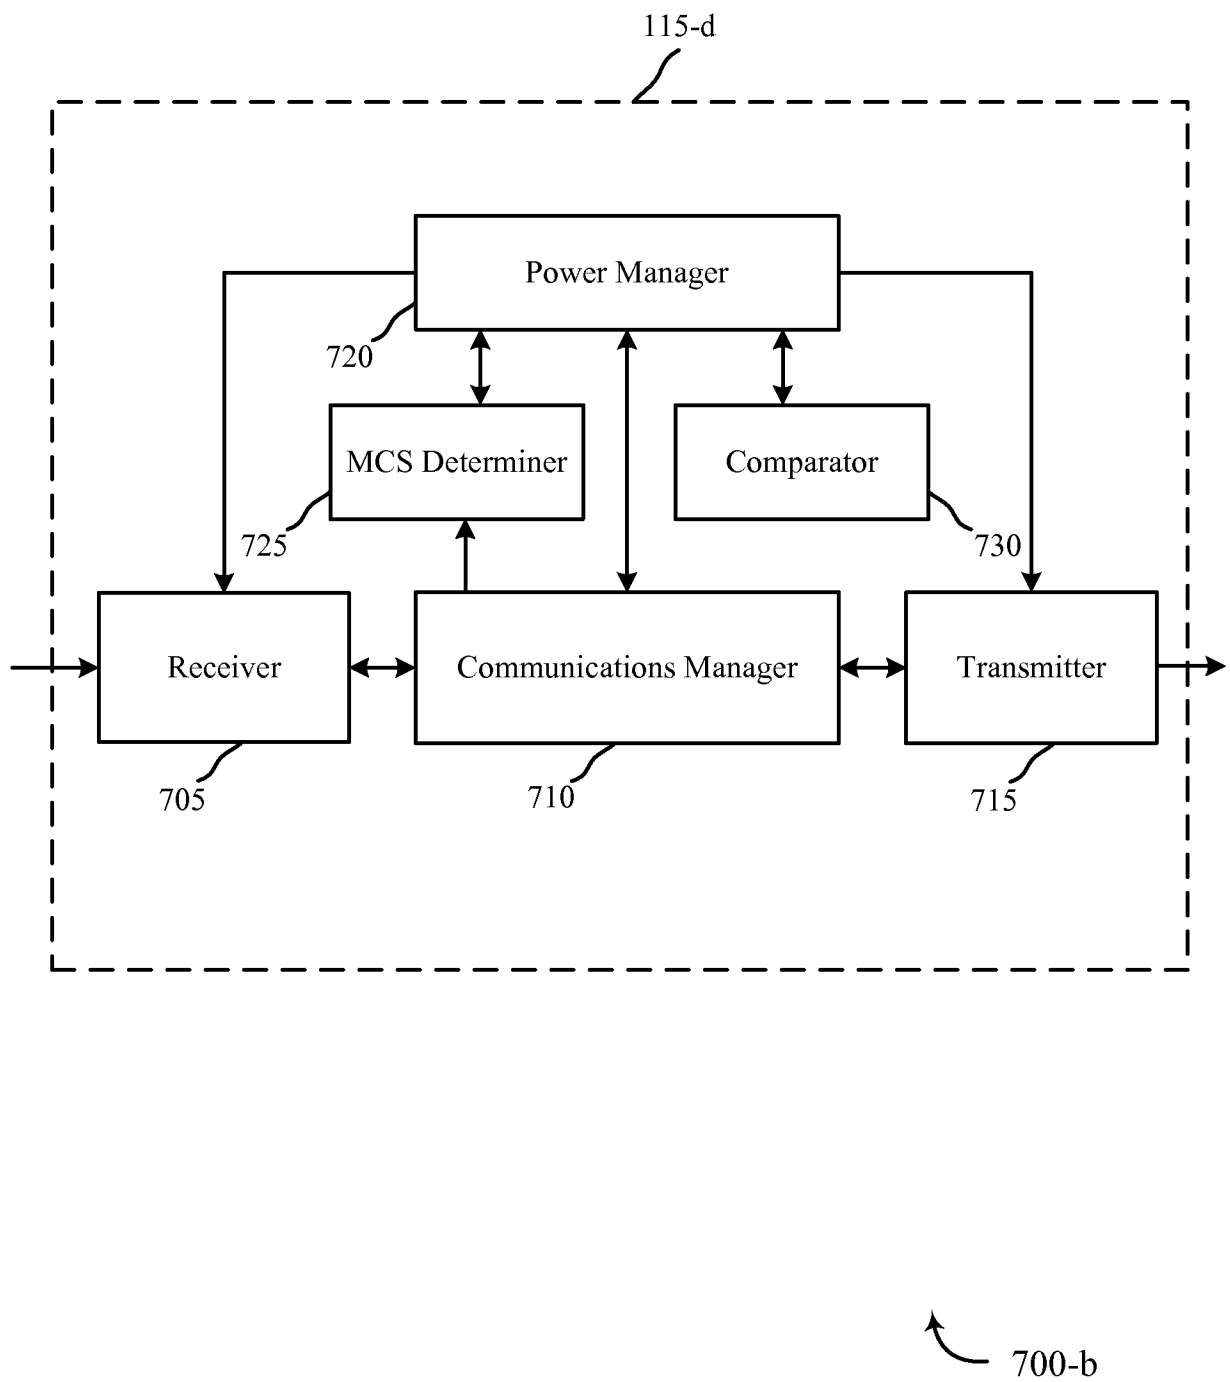 115-d
Power Manager
720
MCS Determiner
Comparator
725
730
Receiver
Communications Manager
Transmitter
705
710
715
700-b